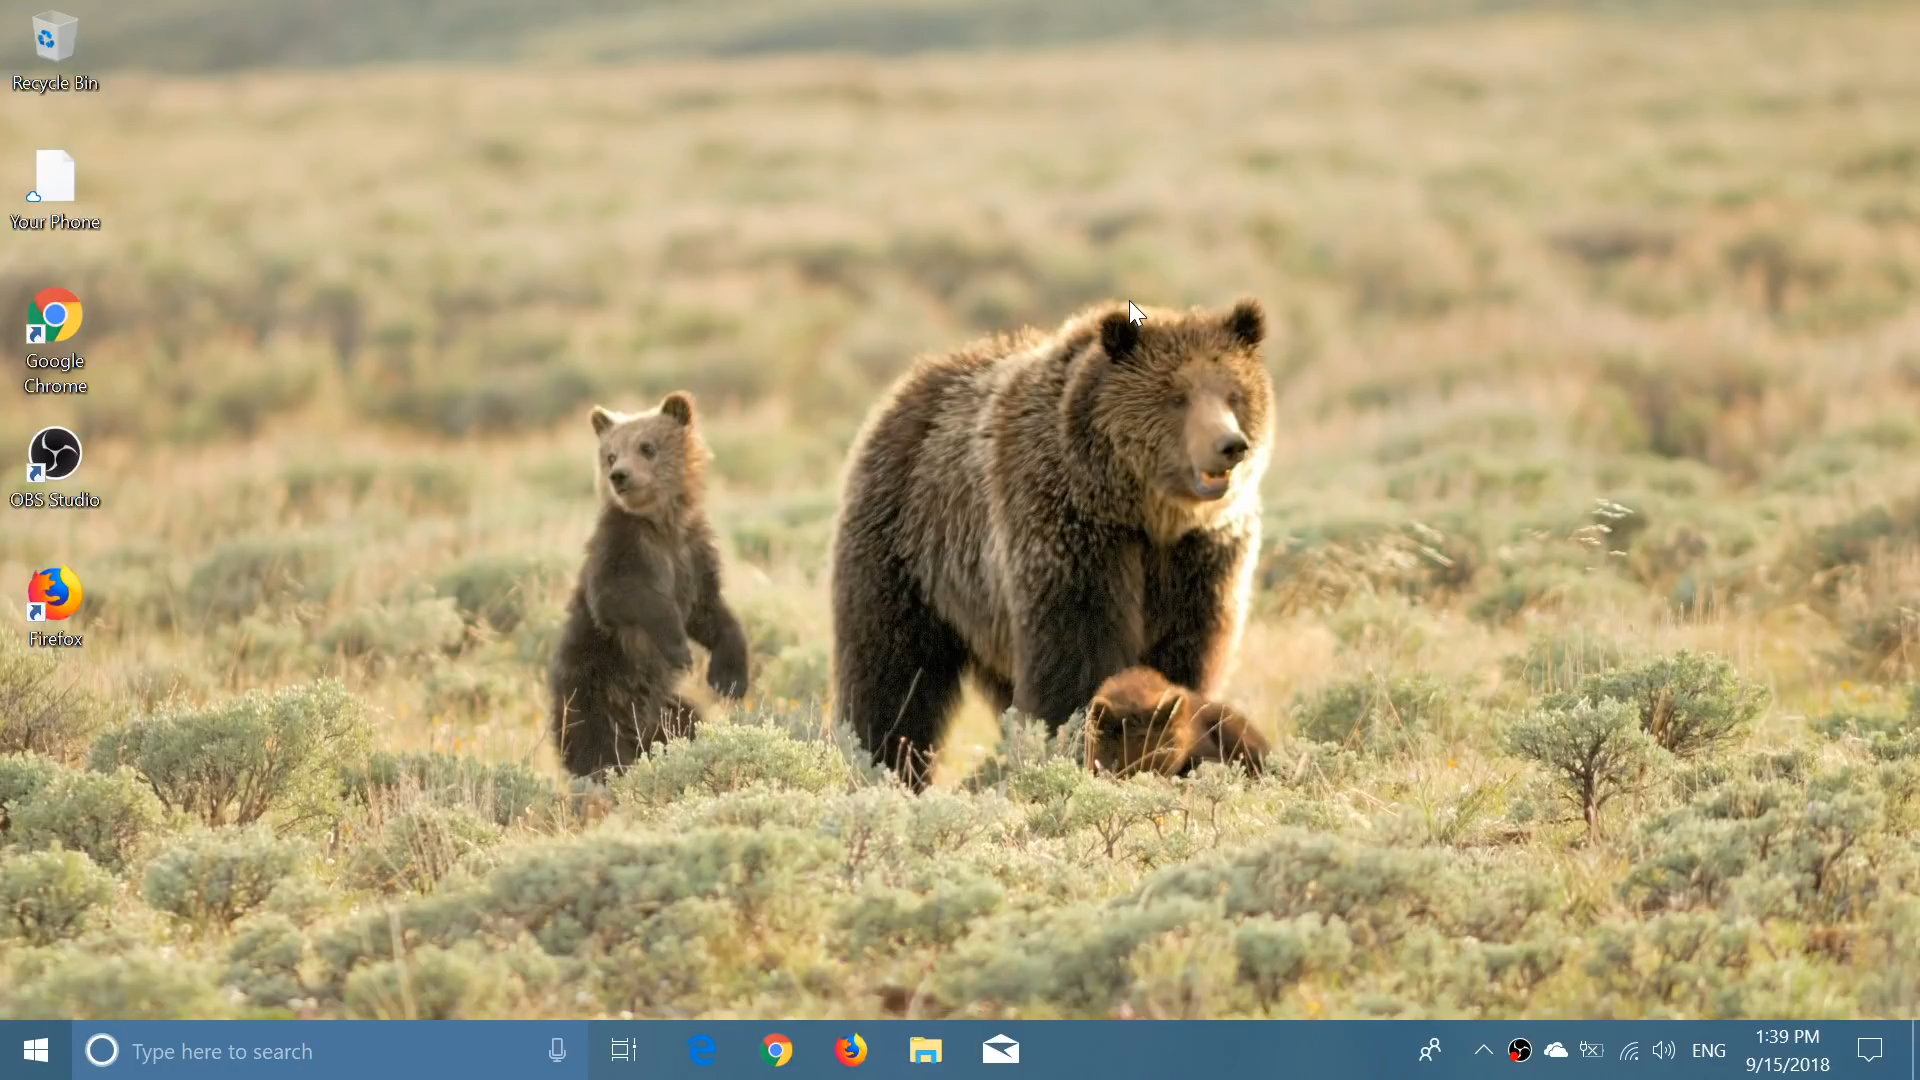 Recycle Bin
Your Phone
Google
Chrome
OBS Studio
Firefox
Type here to search
ENG
1:39 PM
9/15/2018